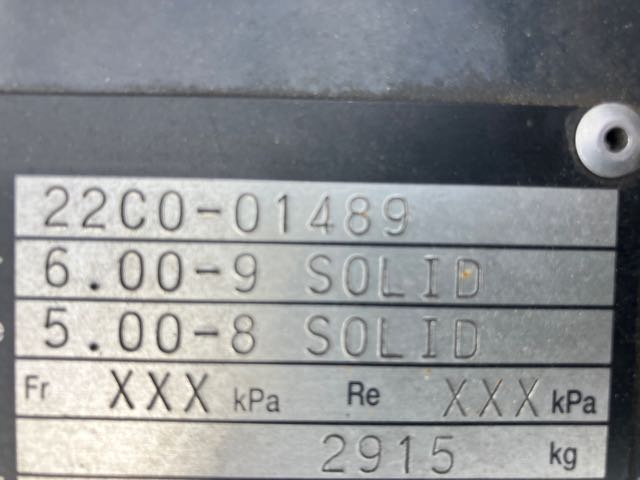 22C0-01489
6.00-9 SOLID
5.00-8 SOLID
Fr XXX kPa Re XXX kPa
2915 kg